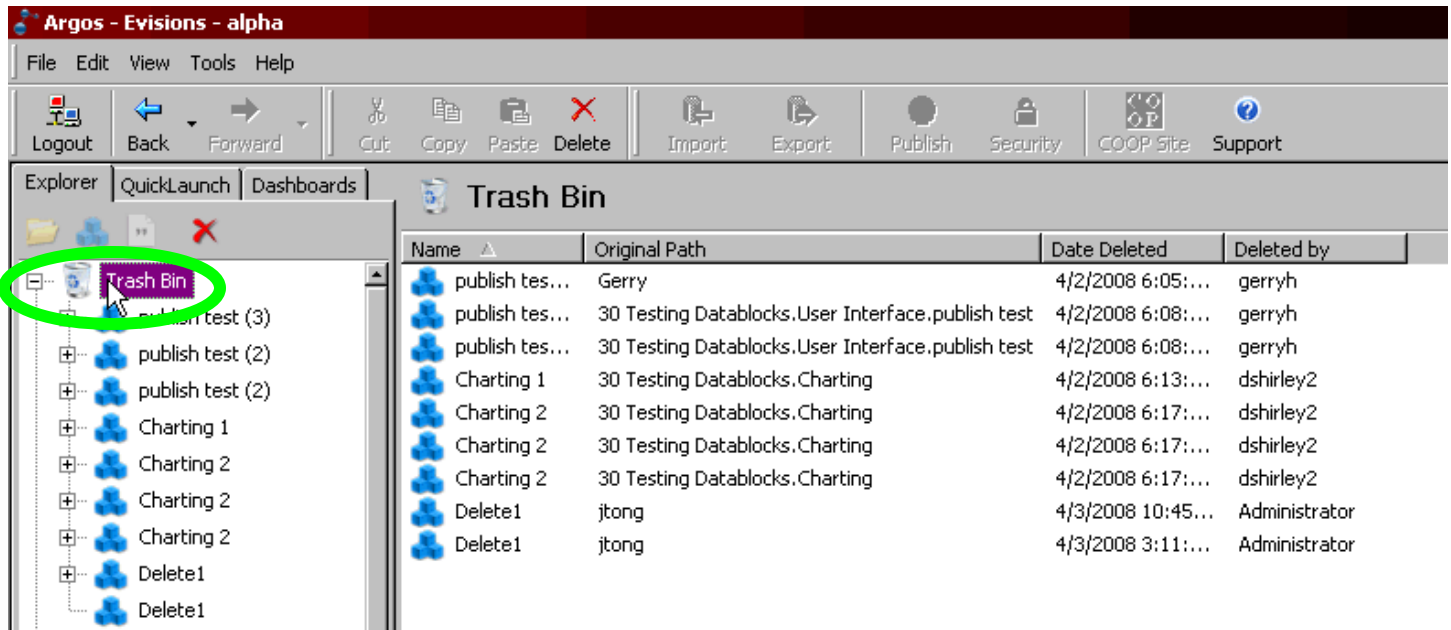 Argos - Evisions - alpha
File Edit View Tools Help
Logout Back Forward Cut Copy Paste Delete Import Export Publish Security COOP Site Support
Explorer QuickLaunch Dashboards
Trash Bin
Trash Bin
publish test (3)
publish test (2)
publish test (2)
Charting 1
Charting 2
Charting 2
Charting 2
Delete1
Delete1
Name Original Path Date Deleted Deleted by
publish tes... Gerry 4/2/2008 6:05:... gerryh
publish tes... 30 Testing Datablocks.User Interface.publish test 4/2/2008 6:08:... gerryh
publish tes... 30 Testing Datablocks.User Interface.publish test 4/2/2008 6:08:... gerryh
Charting 1 30 Testing Datablocks.Charting 4/2/2008 6:13:... dshirley2
Charting 2 30 Testing Datablocks.Charting 4/2/2008 6:17:... dshirley2
Charting 2 30 Testing Datablocks.Charting 4/2/2008 6:17:... dshirley2
Charting 2 30 Testing Datablocks.Charting 4/2/2008 6:17:... dshirley2
Delete1 jtong 4/3/2008 10:45... Administrator
Delete1 jtong 4/3/2008 3:11:... Administrator